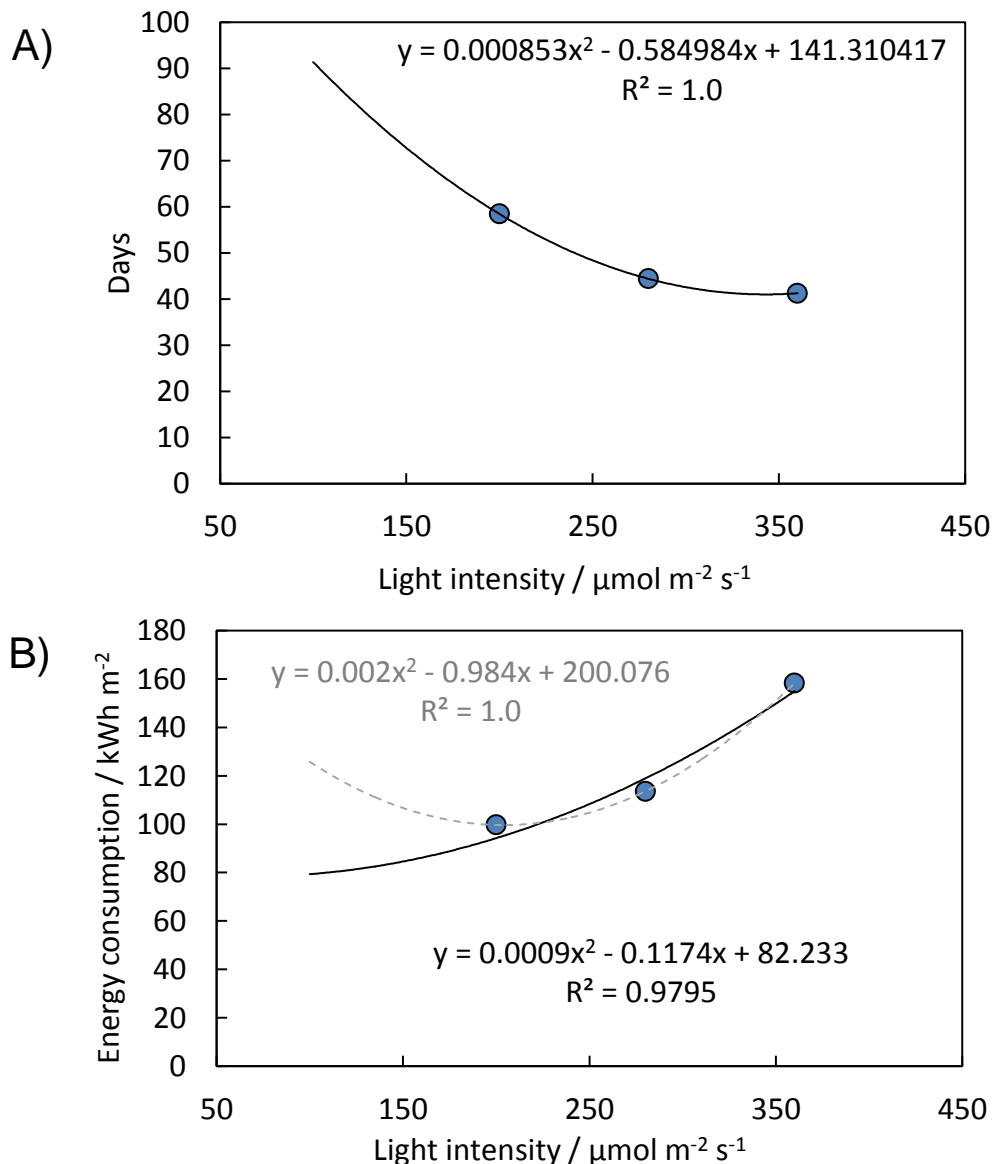 A)
y = 0.000853x² - 0.584984x + 141.310417
R² = 1.0
100
90
80
70
60
50
40
30
20
10
0
Days
50 150 250 350 450
Light intensity / µmol m⁻² s⁻¹
B)
180
160
140
120
100
80
60
40
20
0
Energy consumption / kWh m⁻²
y = 0.002x² - 0.984x + 200.076
R² = 1.0
y = 0.0009x² - 0.1174x + 82.233
R² = 0.9795
50 150 250 350 450
Light intensity / µmol m⁻² s⁻¹